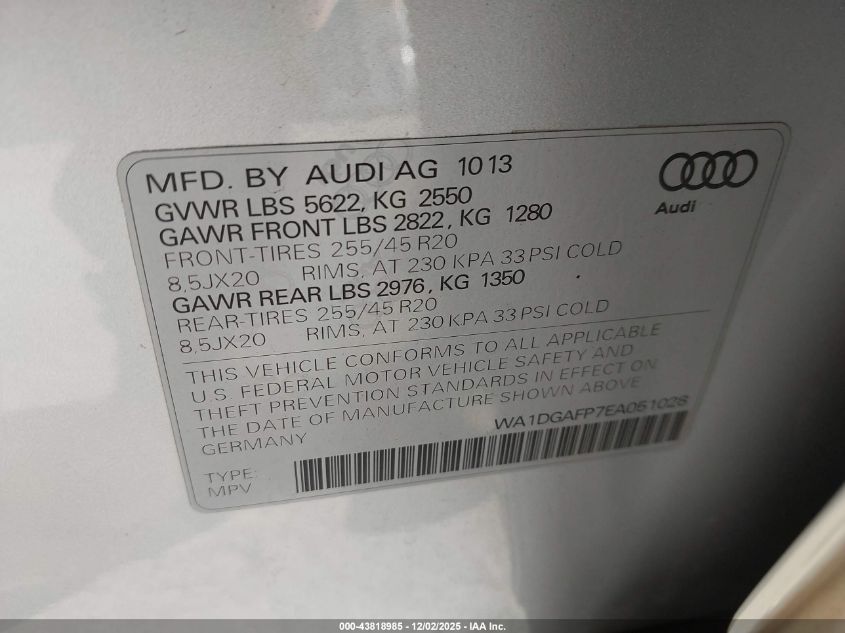 MFD. BY AUDI AG 10 13
GVWR LBS 5622, KG 2550
GAWR FRONT LBS 2822, KG 1280
FRONT-TIRES 255/45 R20
8,5JX20 RIMS, AT 230 KPA 33 PSI COLD
GAWR REAR LBS 2976, KG 1350
REAR-TIRES 255/45 R20
8,5JX20 RIMS, AT 230 KPA 33 PSI COLD
Audi
THIS VEHICLE CONFORMS TO ALL APPLICABLE
U.S. FEDERAL MOTOR VEHICLE SAFETY AND
THEFT PREVENTION STANDARDS IN EFFECT ON
THE DATE OF MANUFACTURE SHOWN ABOVE
GERMANY
WA1DGAFP7EA051028
TYPE:
MPV
000-43818985 - 12/02/2025 - IAA Inc.